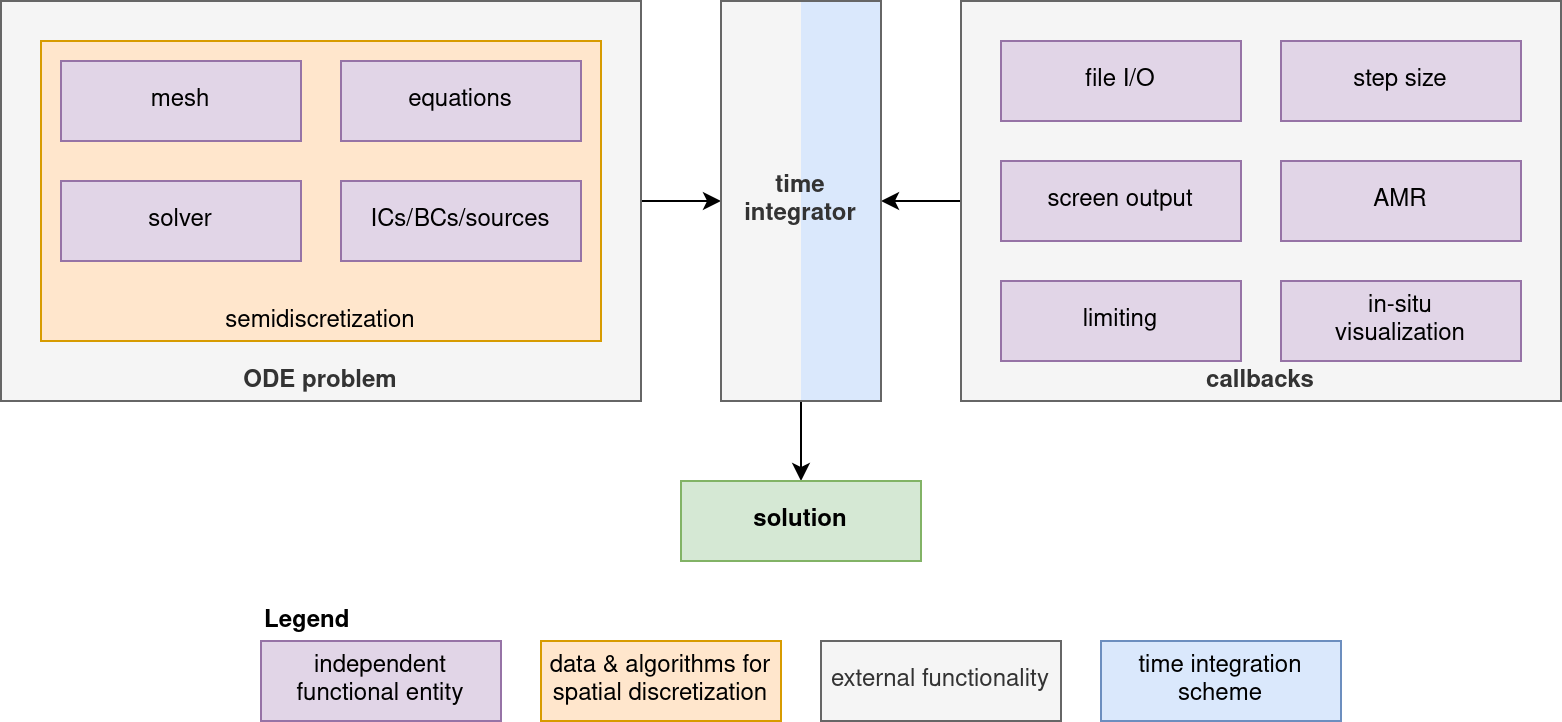 mesh
equations
solver
ICs/BCs/sources
semidiscretization
ODE problem
time
integrator
file I/O
step size
screen output
AMR
limiting
in-situ
visualization
callbacks
solution
Legend
independent
functional entity
data & algorithms for
spatial discretization
external functionality
time integration
scheme